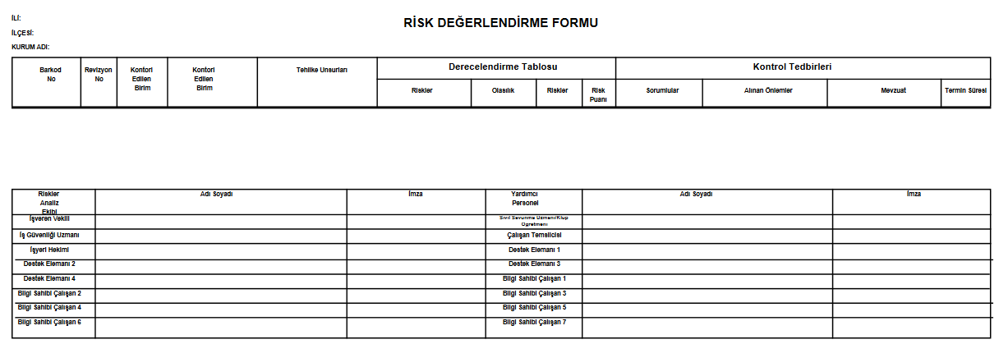 İLİ:
RİSK DEĞERLENDİRME FORMU
İLÇESİ:
KURUM ADI:
Barkod No
Revizyon No
Kontorl Edilen Birim
Kontorl Edilen Birim
Tehlike Unsurları
Derecelendirme Tablosu
Kontrol Tedbirleri
Riskler
Olasılık
Riskler
Risk Puanı
Sorumlular
Alınan Önlemler
Mevzuat
Termin Süresi
Riskler Analiz Ekibi
Adı Soyadı
İmza
Yardımcı Personel
Adı Soyadı
İmza
İşveren Vekili
Sivil Savunma Uzmanı/Klup Ogretmeni
İş Güvenliği Uzmanı
Çalışan Temsilcisi
İşyeri Hekimi
Destek Elemanı 1
Destek Elemanı 2
Destek Elemanı 3
Destek Elemanı 4
Bilgi Sahibi Çalışan 1
Bilgi Sahibi Çalışan 2
Bilgi Sahibi Çalışan 3
Bilgi Sahibi Çalışan 4
Bilgi Sahibi Çalışan 5
Bilgi Sahibi Çalışan 6
Bilgi Sahibi Çalışan 7